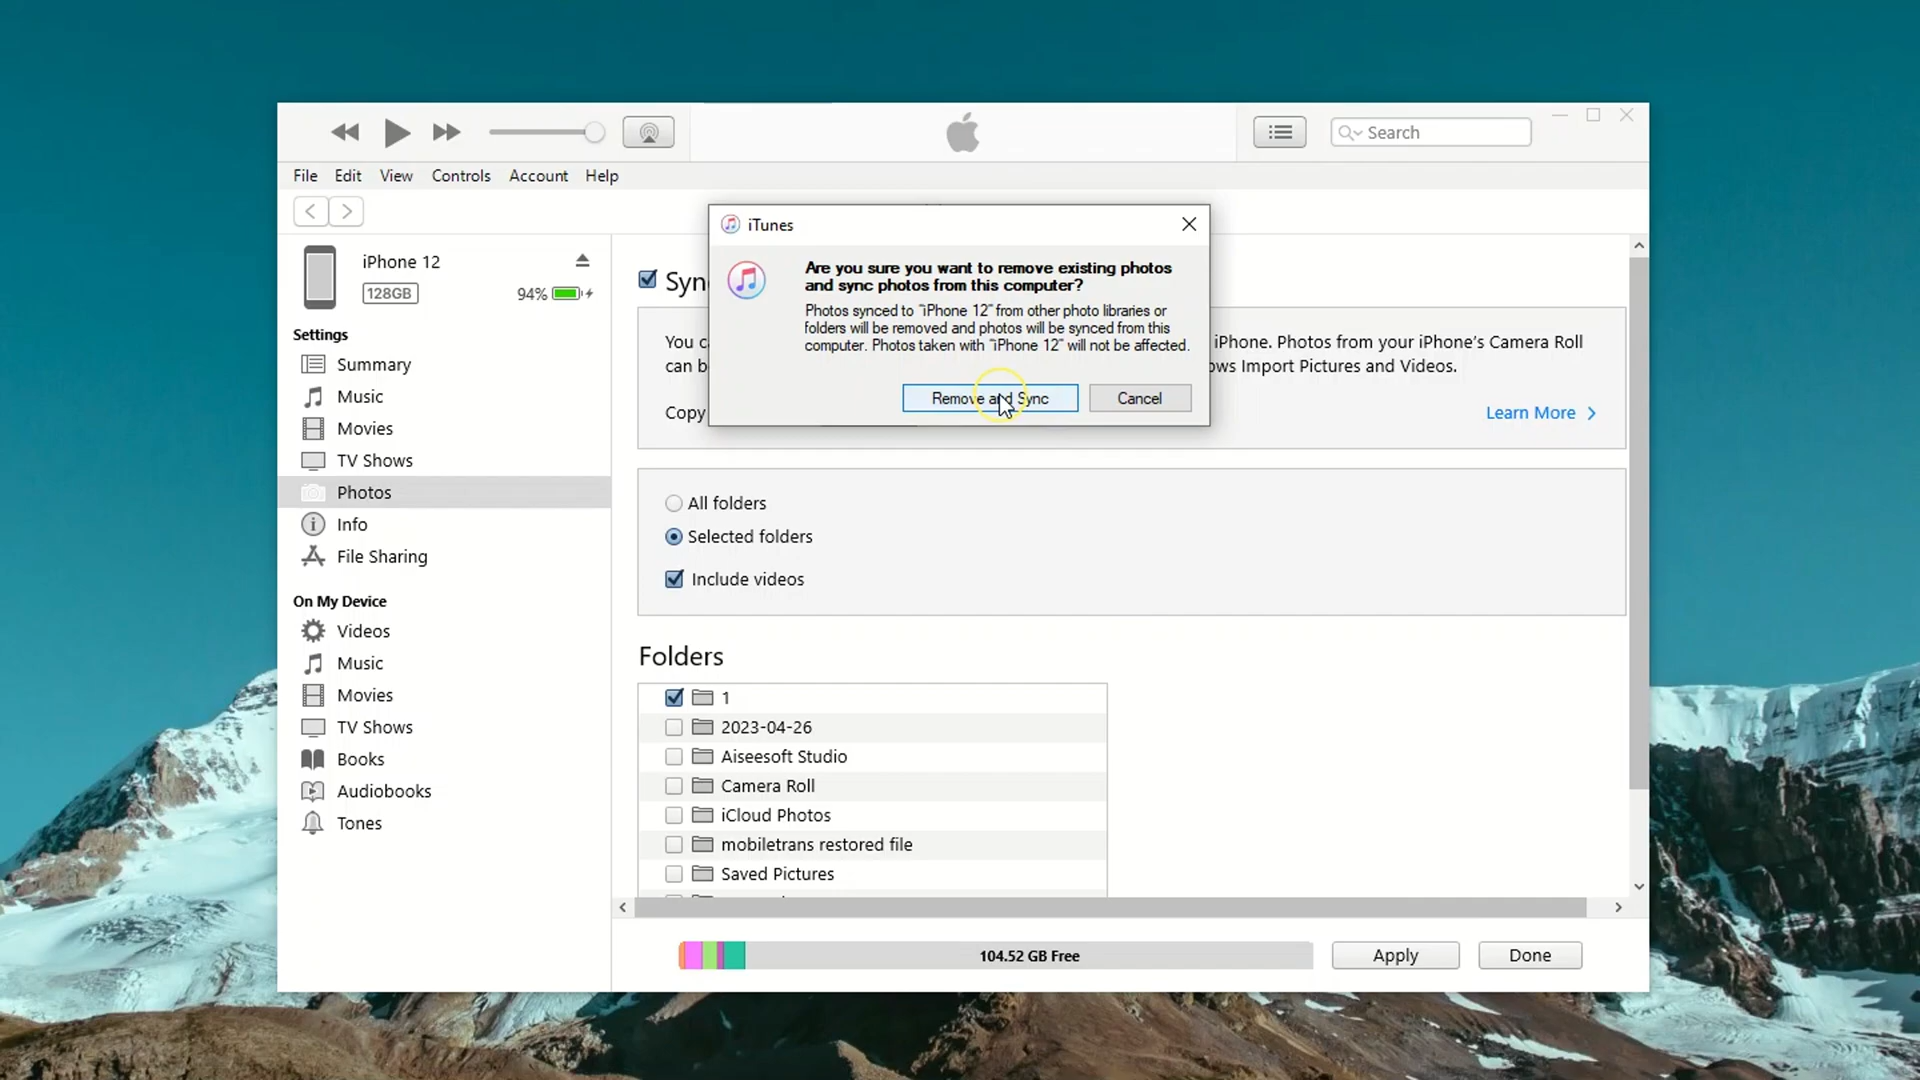 Search
File Edit View Controls Account Help
iTunes
Are you sure you want to remove existing photos
and sync photos from this computer?
Photos synced to "iPhone 12" from other photo libraries or
folders will be removed and photos will be synced from this
computer. Photos taken with "iPhone 12" will not be affected.
Remove and Sync
Cancel
iPhone 12
128GB
94%
Settings
Summary
Music
Movies
TV Shows
Photos
Info
File Sharing
On My Device
Videos
Music
Movies
TV Shows
Books
Audiobooks
Tones
Syn
You c
iPhone. Photos from your iPhone's Camera Roll
can b
ows Import Pictures and Videos.
Copy
Learn More
All folders
Selected folders
Include videos
Folders
1
2023-04-26
Aiseesoft Studio
Camera Roll
iCloud Photos
mobiletrans restored file
Saved Pictures
104.52 GB Free
Apply
Done